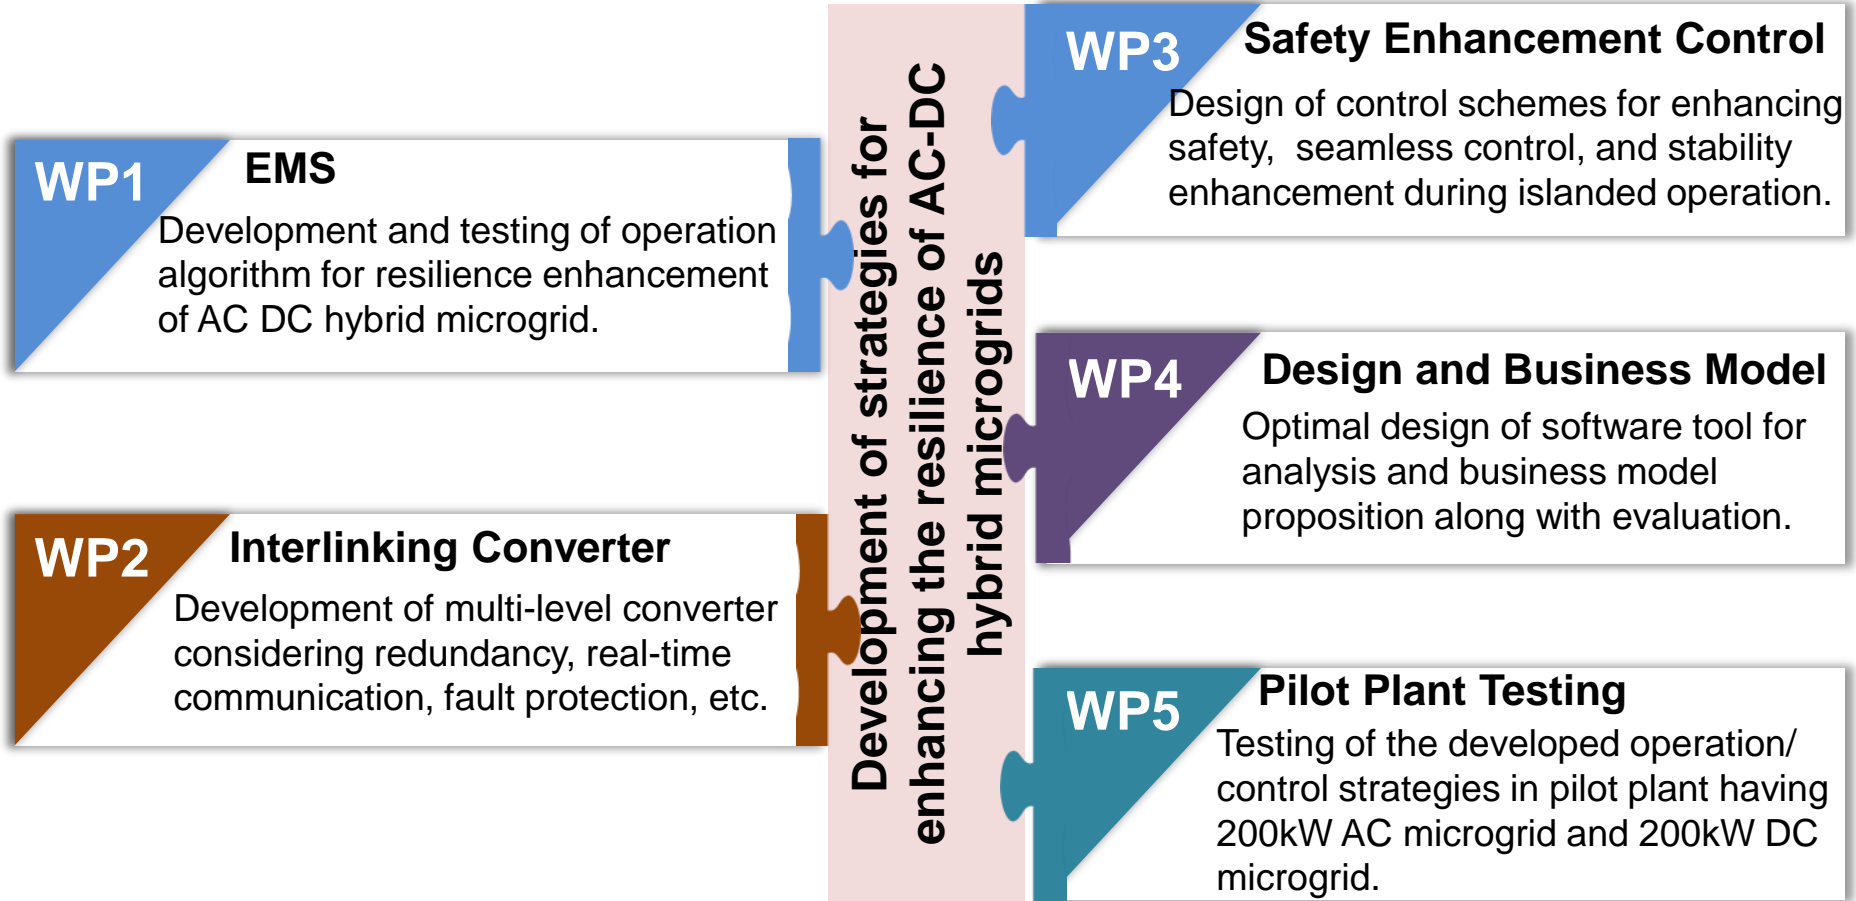 WP1
EMS
Development and testing of operation
algorithm for resilience enhancement
of AC DC hybrid microgrid.
WP2
Interlinking Converter
Development of multi-level converter
considering redundancy, real-time
communication, fault protection, etc.
Development of strategies for
enhancing the resilience of AC-DC
hybrid microgrids
WP3
Safety Enhancement Control
Design of control schemes for enhancing
safety, seamless control, and stability
enhancement during islanded operation.
WP4
Design and Business Model
Optimal design of software tool for
analysis and business model
proposition along with evaluation.
WP5
Pilot Plant Testing
Testing of the developed operation/
control strategies in pilot plant having
200kW AC microgrid and 200kW DC
microgrid.